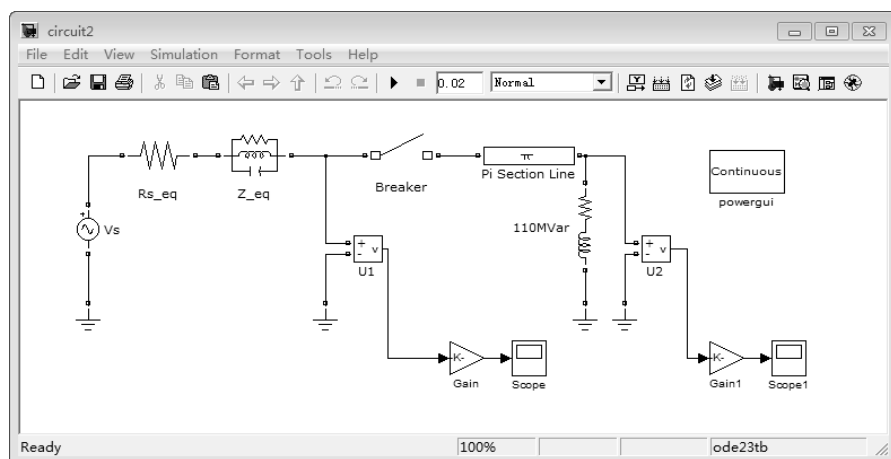 circuit2
File Edit View Simulation Format Tools Help
0.02 Normal
Rs_eq
Z_eq
Breaker
π
Pi Section Line
Continuous
powergui
Vs
110MVar
+
-
v
U1
+
-
v
U2
K-
Gain
Scope
K-
Gain1
Scope1
Ready 100% ode23tb